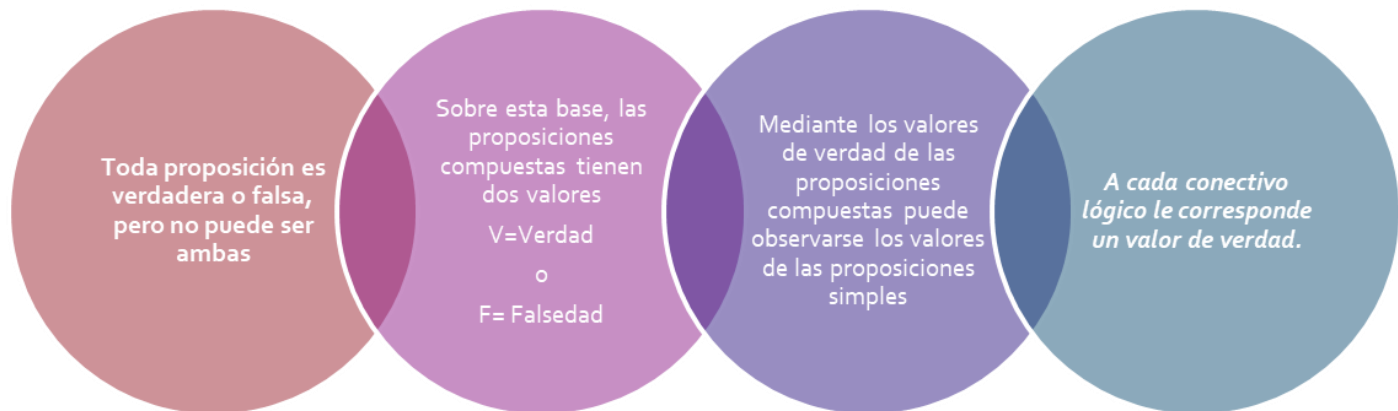 Toda proposición es
verdadera o falsa,
pero no puede ser
ambas
Sobre esta base, las
proposiciones
compuestas tienen
dos valores
V=Verdad
o
F= Falsedad
Mediante los valores
de verdad de las
proposiciones
compuestas puede
observarse los valores
de las proposiciones
simples
A cada conectivo
lógico le corresponde
un valor de verdad.